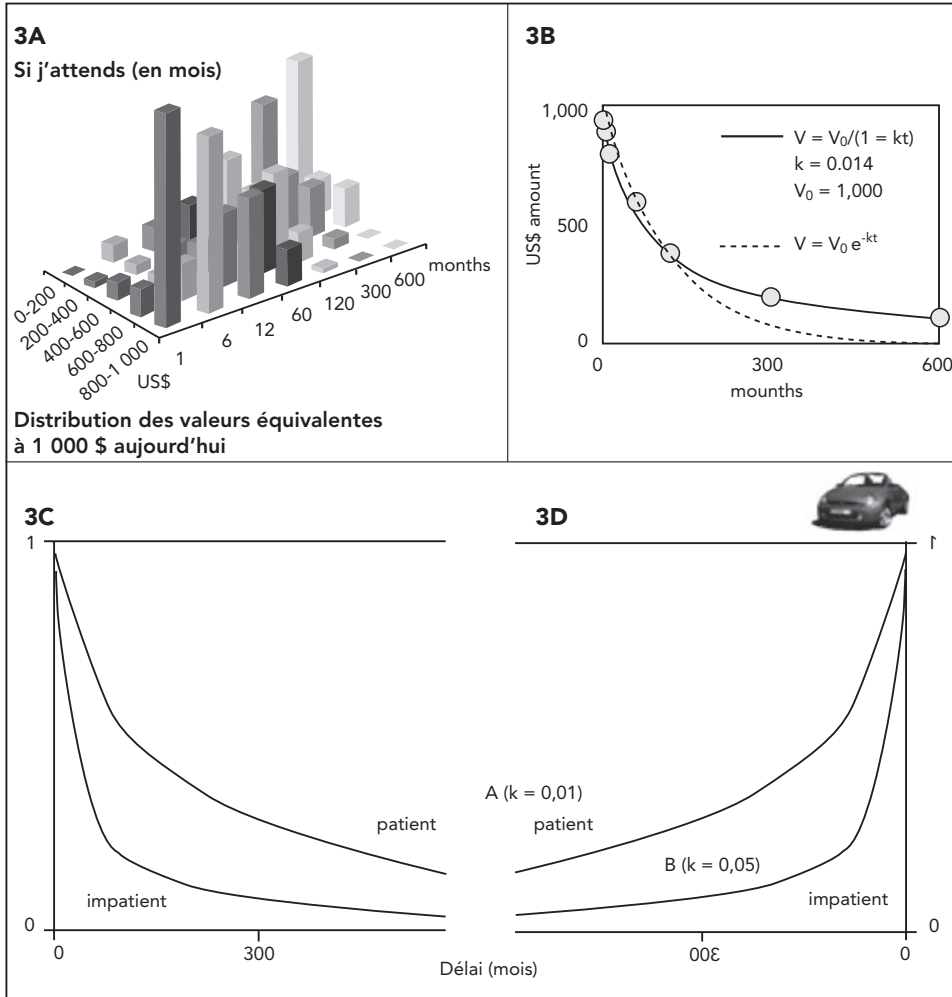 3A
Si j'attends (en mois)
0-200
200-400
400-600
600-800
800-1 000
US$
1
6
12
60
120
300
600
months
Distribution des valeurs équivalentes
à 1 000 $ aujourd'hui
3B
1,000
500
0
US$ amount
V = V₀/(1 = kt)
k = 0.014
V₀ = 1,000
V = V₀ e^-kt
0
300
600
mounths
3C
1
0
patient
impatient
0
300
3D
1
0
A (k = 0,01)
patient
B (k = 0,05)
impatient
300
0
Délai (mois)